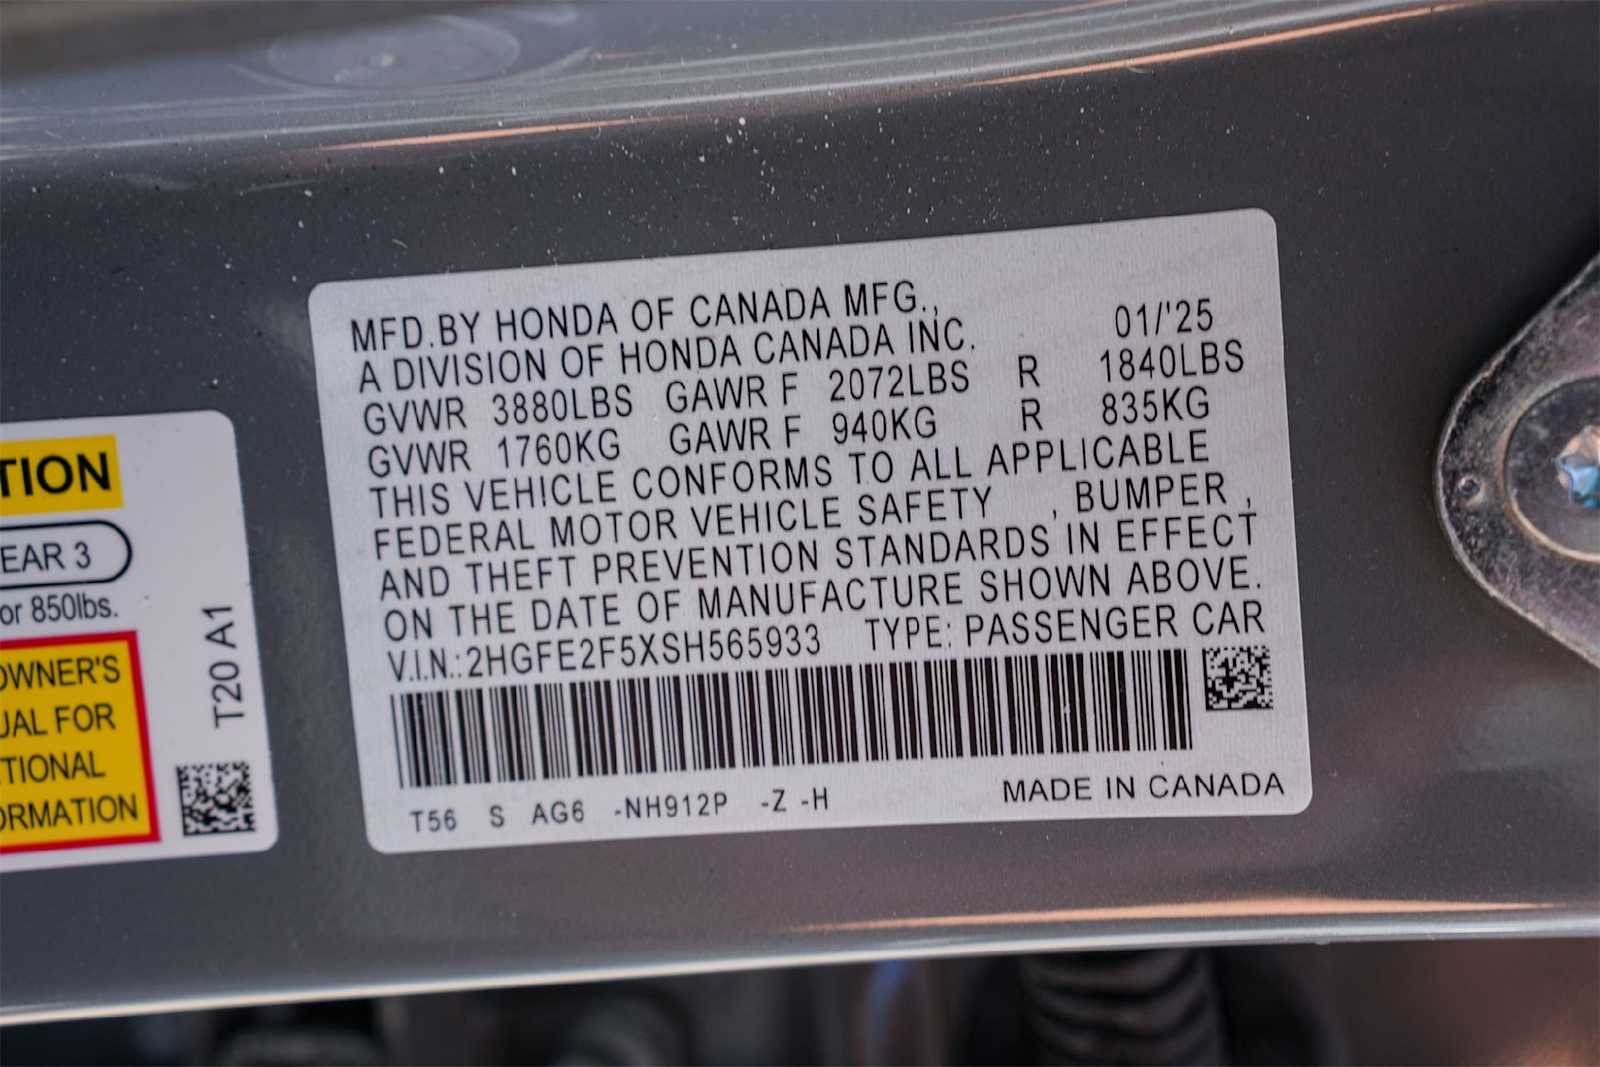 MFD.BY HONDA OF CANADA MFG.,
A DIVISION OF HONDA CANADA INC. 01/'25
GVWR 3880LBS GAWR F 2072LBS R 1840LBS
GVWR 1760KG GAWR F 940KG R 835KG
THIS VEHICLE CONFORMS TO ALL APPLICABLE
FEDERAL MOTOR VEHICLE SAFETY , BUMPER ,
AND THEFT PREVENTION STANDARDS IN EFFECT
ON THE DATE OF MANUFACTURE SHOWN ABOVE.
V.I.N.:2HGFE2F5XSH565933 TYPE: PASSENGER CAR
T56 S AG6 -NH912P -Z -H MADE IN CANADA
TION
EAR 3
or 850lbs.
OWNER'S
UAL FOR
TIONAL
ORMATION
T20 A1